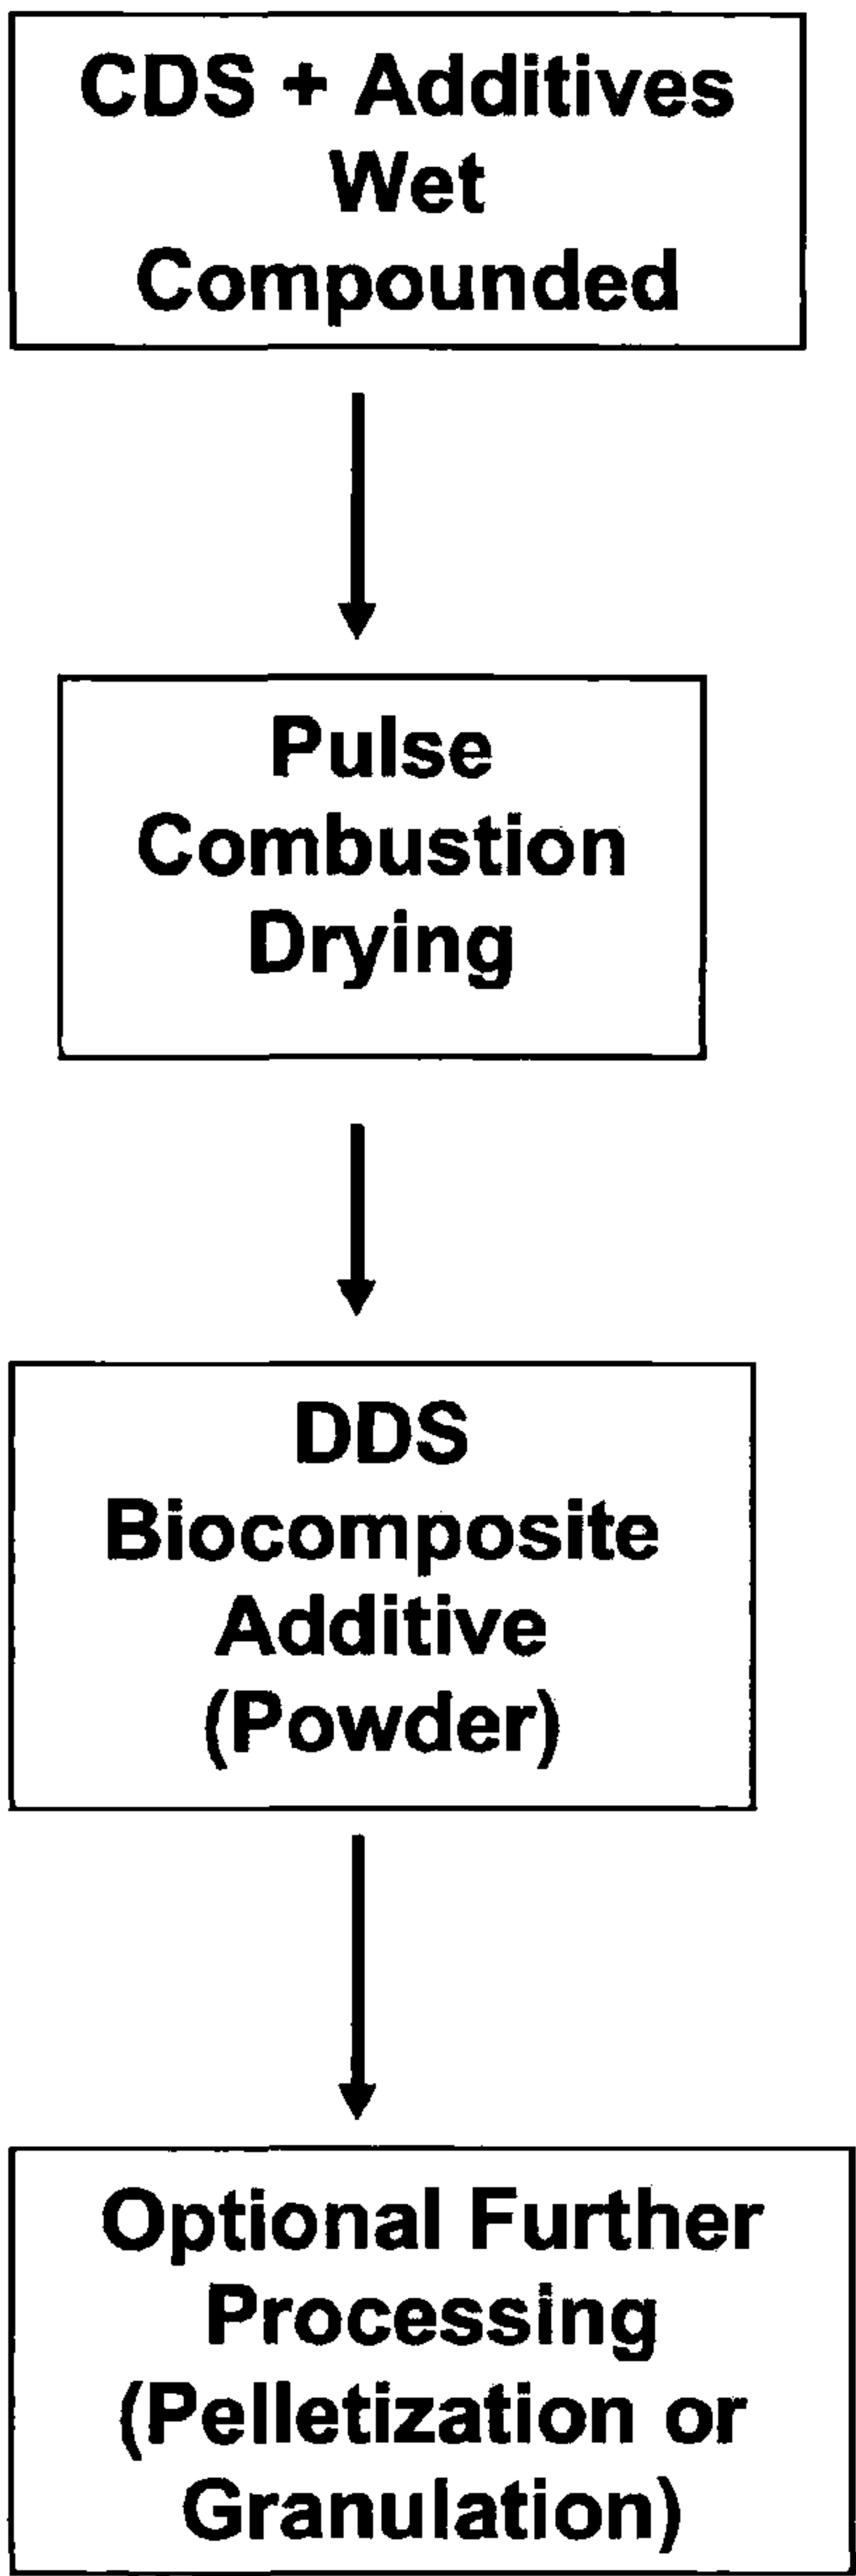 CDS + Additives
Wet
Compounded
Pulse
Combustion
Drying
DDS
Biocomposite
Additive
(Powder)
Optional Further
Processing
(Pelletization or
Granulation)